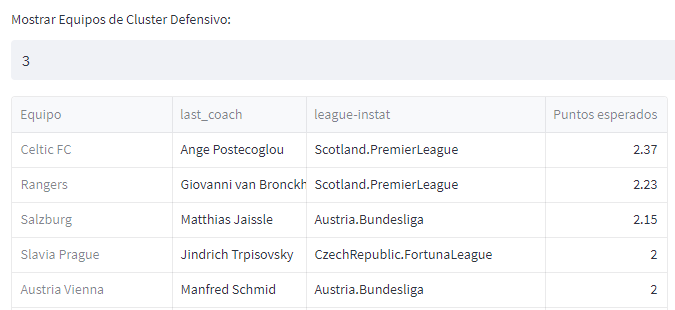 Mostrar Equipos de Cluster Defensivo:
3
Equipo last_coach league-instat Puntos esperados
Celtic FC Ange Postecoglou Scotland.PremierLeague 2.37
Rangers Giovanni van Bronckh Scotland.PremierLeague 2.23
Salzburg Matthias Jaissle Austria.Bundesliga 2.15
Slavia Prague Jindrich Trpisovsky CzechRepublic.FortunaLeague 2
Austria Vienna Manfred Schmid Austria.Bundesliga 2